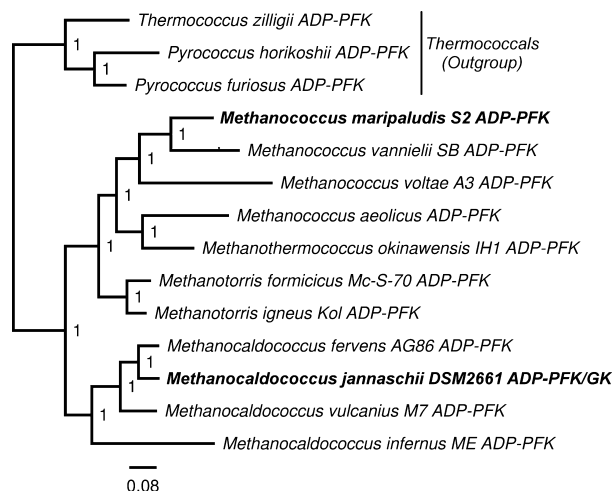 Thermococcus zilligii ADP-PFK
1
Pyrococcus horikoshii ADP-PFK
Thermococcals
(Outgroup)
1
Pyrococcus furiosus ADP-PFK
Methanococcus maripaludis S2 ADP-PFK
1
Methanococcus vannielii SB ADP-PFK
1
Methanococcus voltae A3 ADP-PFK
1
Methanococcus aeolicus ADP-PFK
1
1
Methanothermococcus okinawensis IH1 ADP-PFK
Methanotorris formicicus Mc-S-70 ADP-PFK
1
Methanotorris igneus Kol ADP-PFK
1
Methanocaldococcus fervens AG86 ADP-PFK
1
Methanocaldococcus jannaschii DSM2661 ADP-PFK/GK
1
Methanocaldococcus vulcanius M7 ADP-PFK
1
Methanocaldococcus infernus ME ADP-PFK
0.08